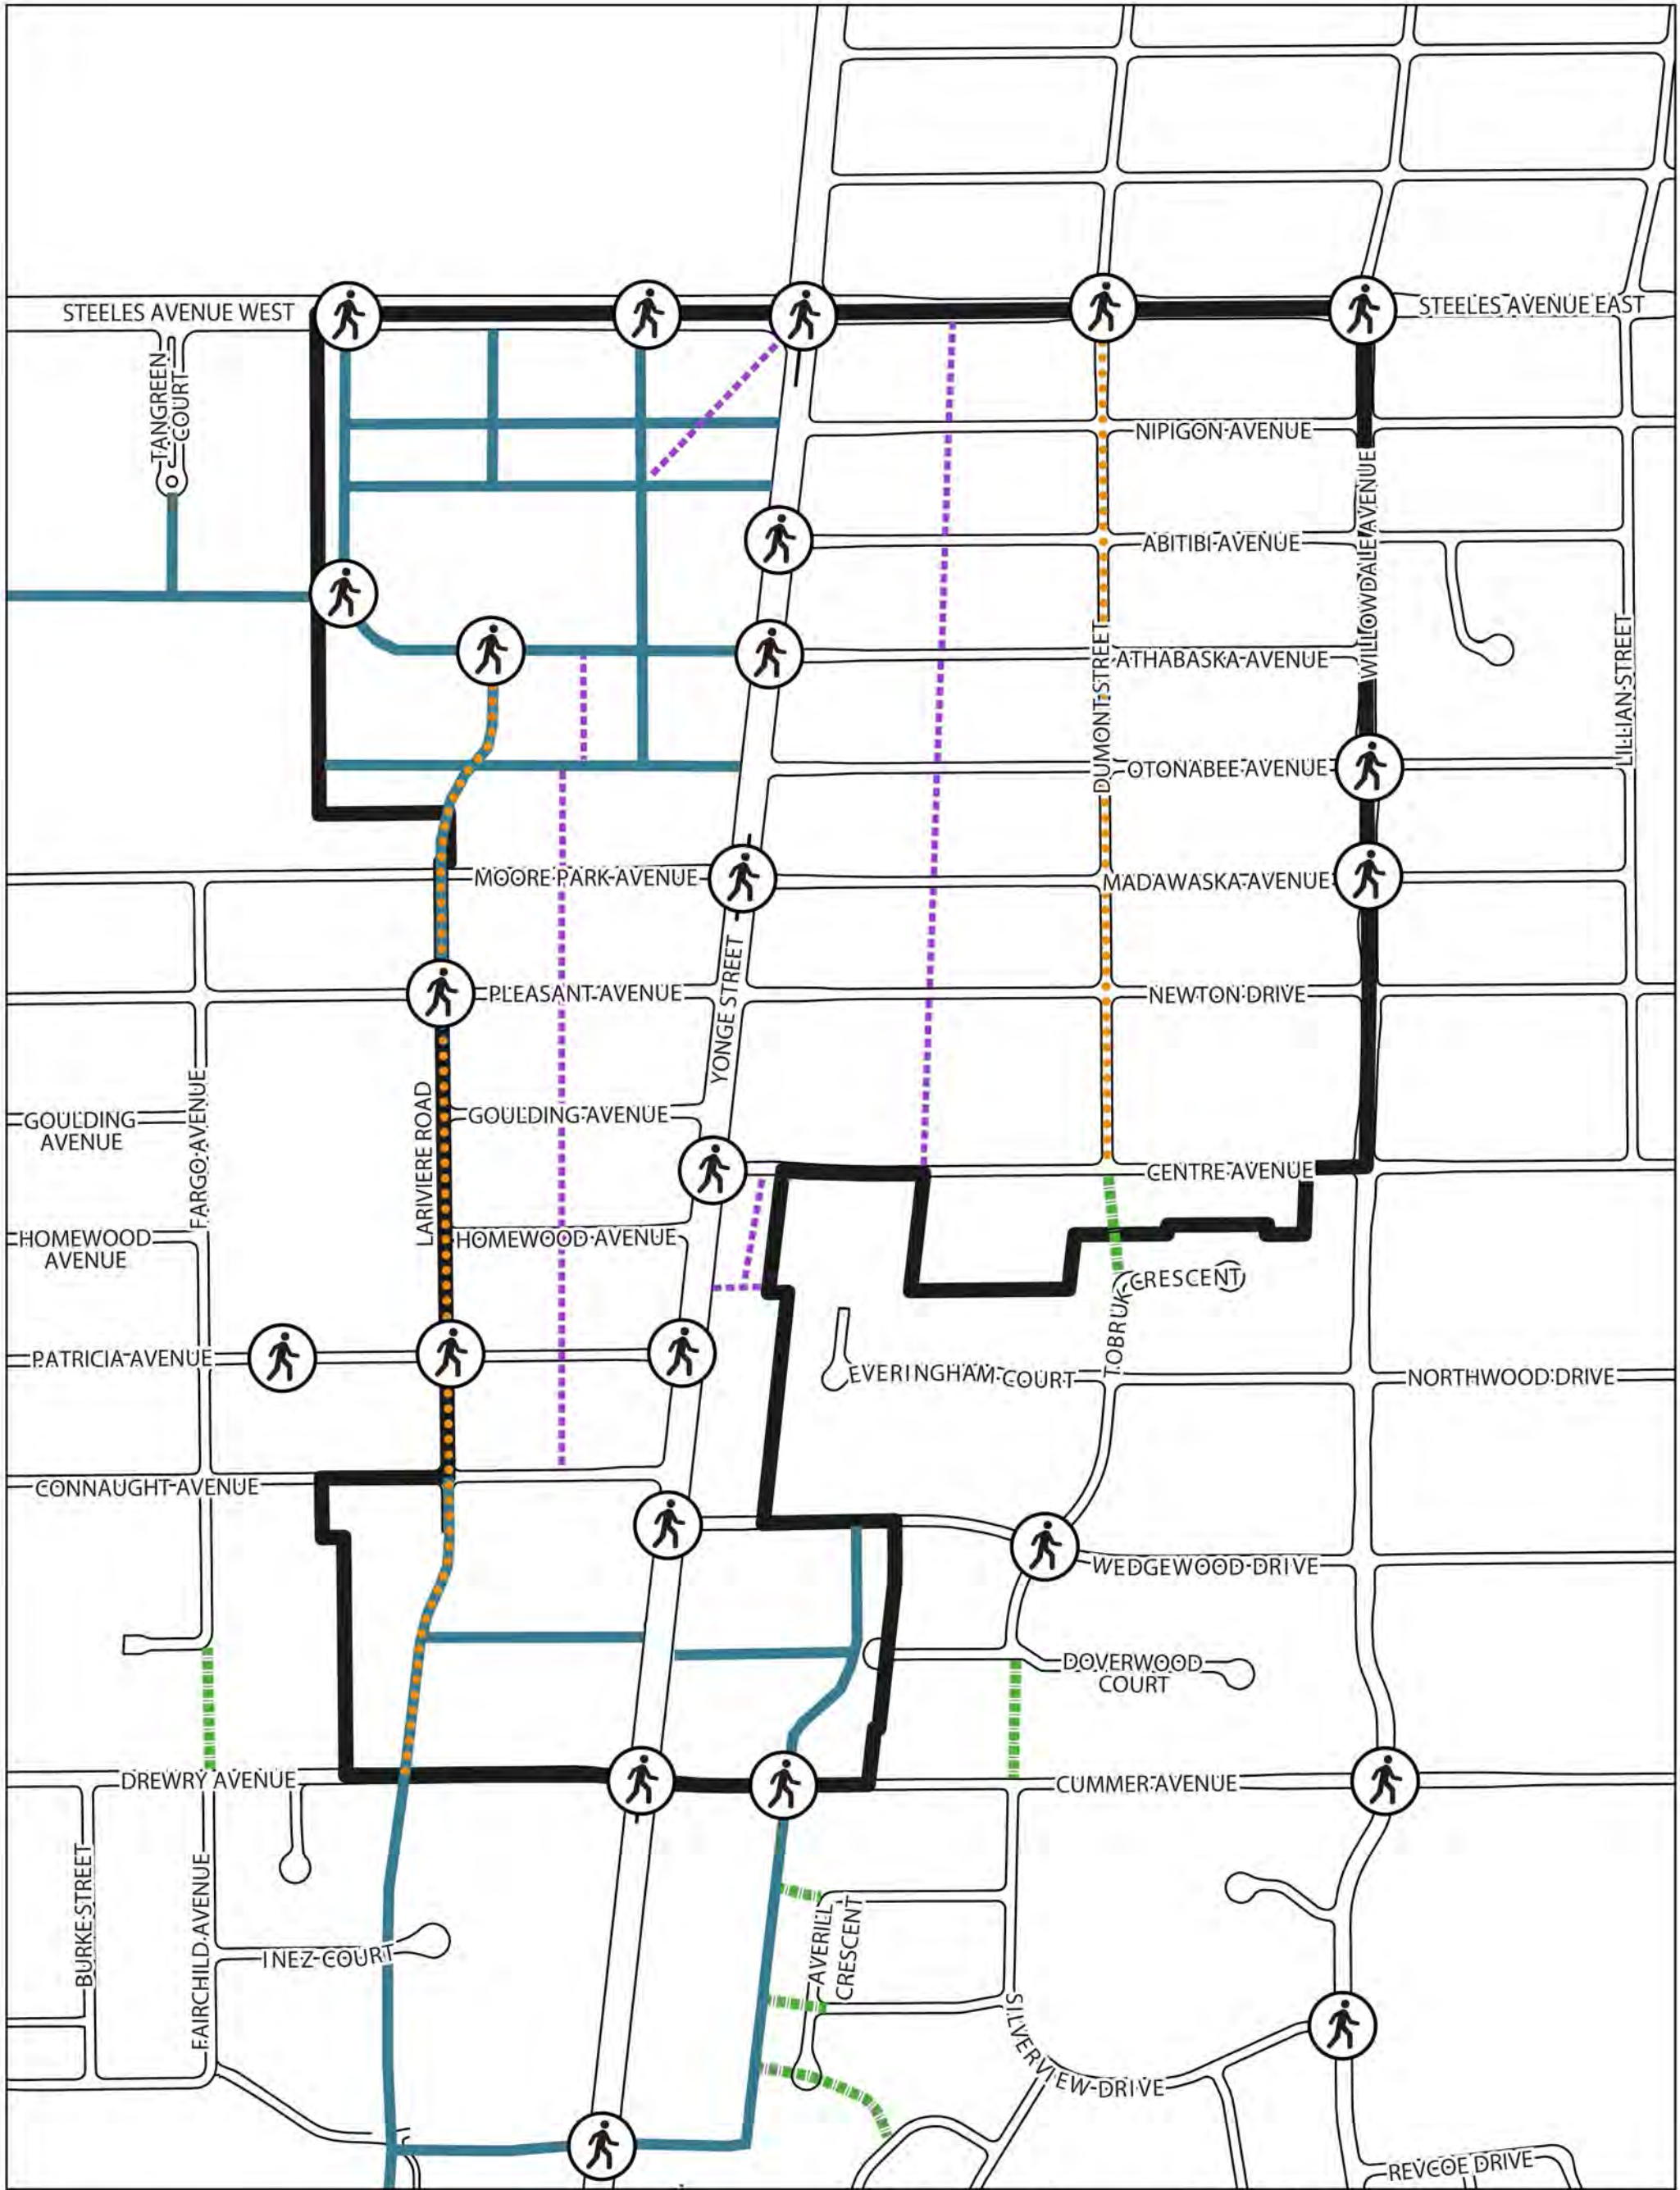 STEELES AVENUE WEST
STEELES AVENUE EAST
TANGREEN
COURT
NIPIGON AVENUE
ABITIBI AVENUE
WILLOWDALE AVENUE
DUMONT STREET
ATHABASKA AVENUE
LILLIAN STREET
OTONABEE AVENUE
MOORE PARK AVENUE
MADAWASKA AVENUE
PLEASANT AVENUE
YONGE STREET
NEWTON DRIVE
GOULDING
AVENUE
FARGO AVENUE
LARIVIERE ROAD
GOULDING AVENUE
CENTRE AVENUE
HOMEWOOD
AVENUE
HOMEWOOD AVENUE
TOBRUK
CRESCENT
PATRICIA AVENUE
EVERINGHAM COURT
NORTHWOOD DRIVE
CONNAUGHT AVENUE
WEDGEWOOD DRIVE
DOVERWOOD
COURT
DREWRY AVENUE
CUMMER AVENUE
BURKE STREET
FAIRCHILD AVENUE
INEZ COURT
AVERILL
CRESCENT
SILVERVIEW DRIVE
REVCOE DRIVE